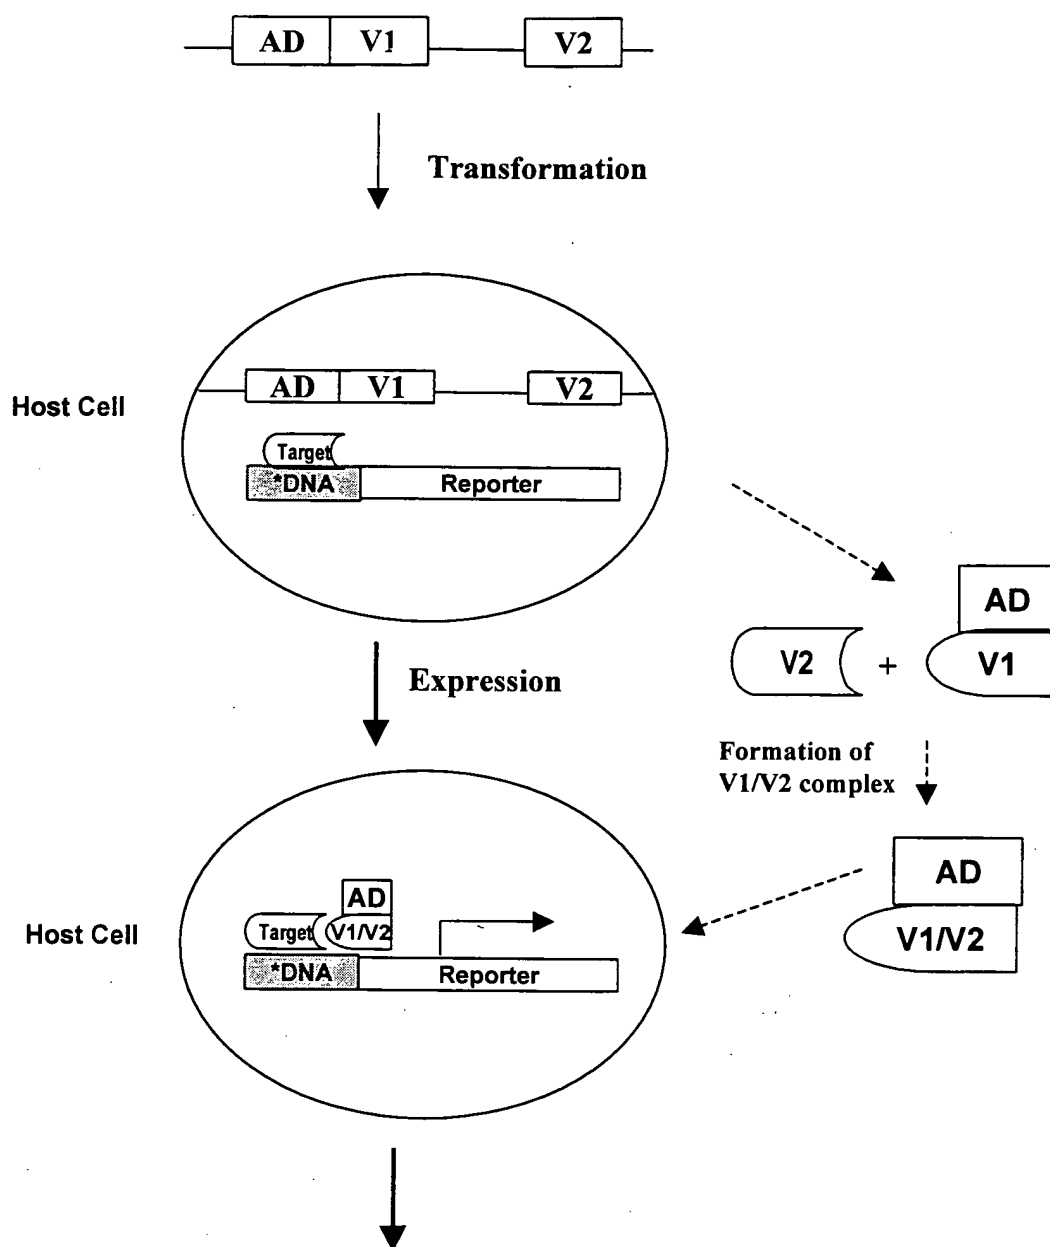 AD V1 V2
Transformation
Host Cell
AD V1 V2
Target
*DNA Reporter
AD
V2 + V1
Expression
Formation of
V1/V2 complex
AD
V1/V2
Host Cell
AD
Target V1/V2
*DNA Reporter